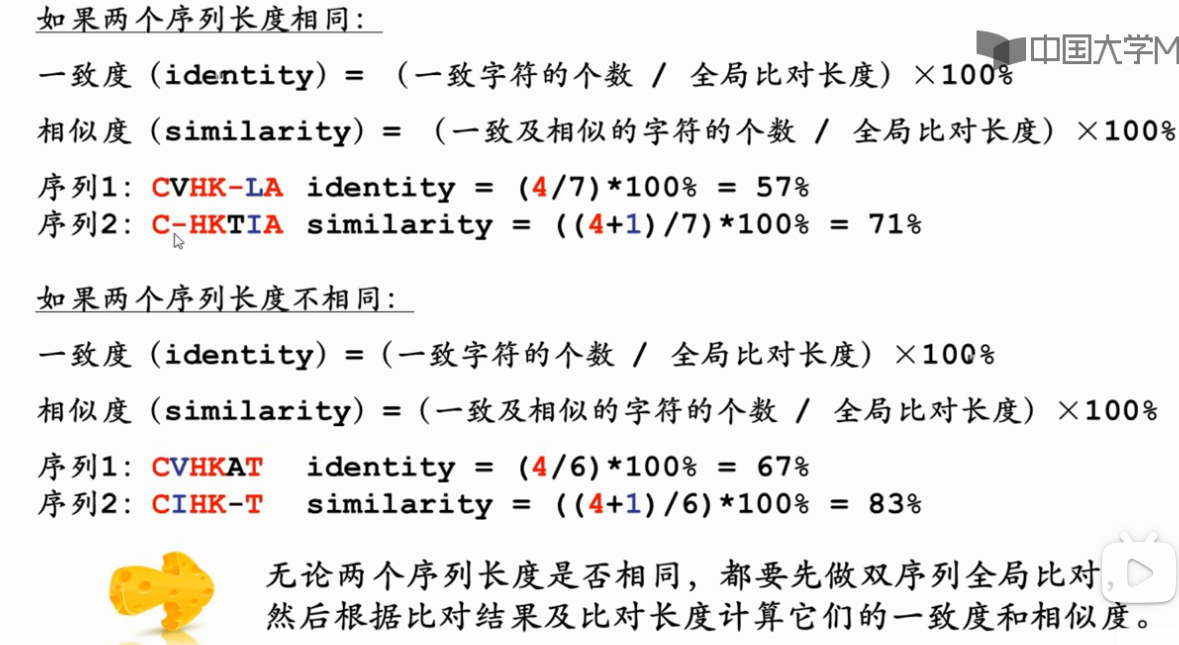 如果两个序列长度相同：
中国大学M
一致度（identity）= （一致字符的个数 / 全局比对长度）×100%
相似度（similarity）= （一致及相似的字符的个数 / 全局比对长度）×100%
序列1: CVHK-LA identity = (4/7)*100% = 57%
序列2: C-HKTIA similarity = ((4+1)/7)*100% = 71%
如果两个序列长度不相同：
一致度（identity）=（一致字符的个数 / 全局比对长度）×100%
相似度（similarity）=（一致及相似的字符的个数 / 全局比对长度）×100%
序列1: CVHKAT identity = (4/6)*100% = 67%
序列2: CIHK-T similarity = ((4+1)/6)*100% = 83%
无论两个序列长度是否相同，都要先做双序列全局比对，
然后根据比对结果及比对长度计算它们的一致度和相似度。